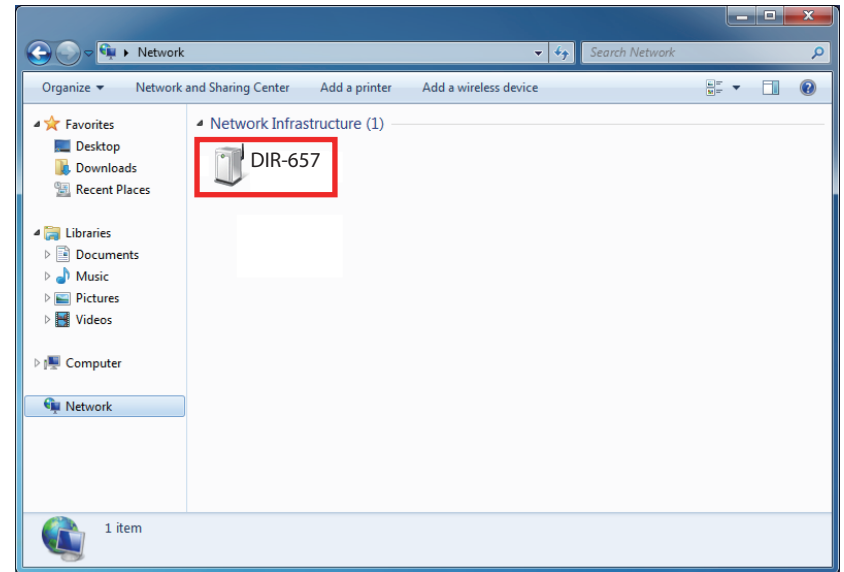 Network
Search Network
Organize
Network and Sharing Center
Add a printer
Add a wireless device
Favorites
Desktop
Downloads
Recent Places
Libraries
Documents
Music
Pictures
Videos
Computer
Network
Network Infrastructure (1)
DIR-657
1 item